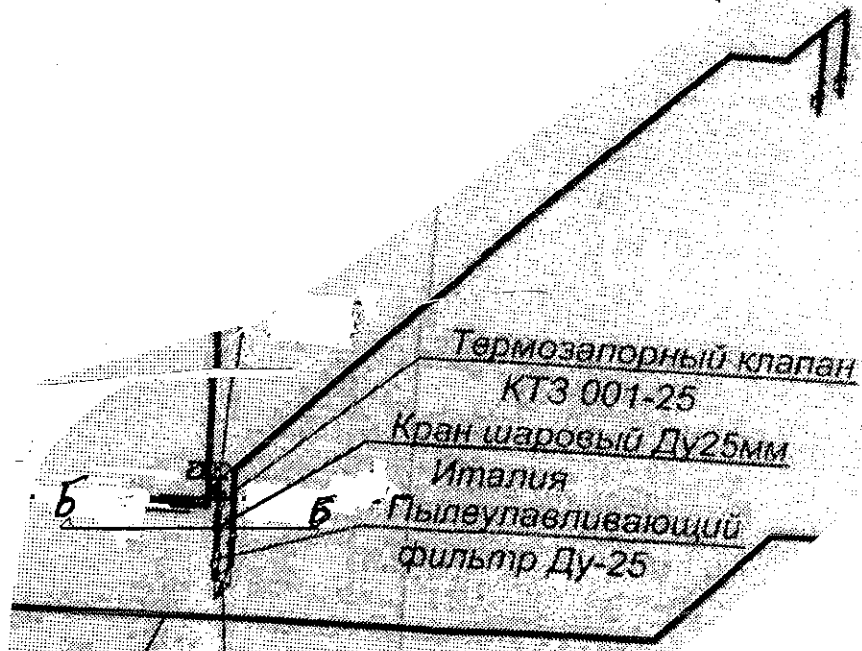 Термозапорный клапан
КТЗ 001-25
Кран шаровый Ду25мм
Италия
Б Б
Пылеулавливающий
фильтр Ду-25